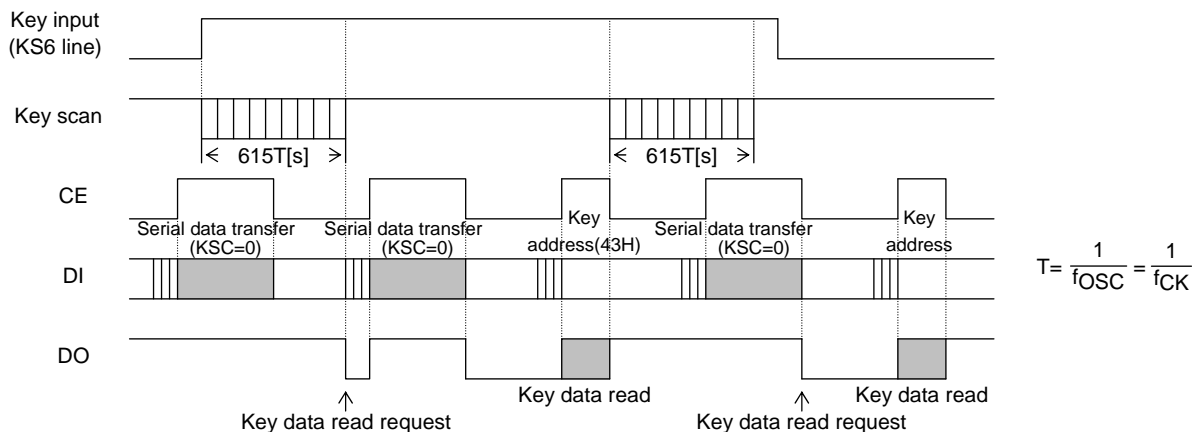 Key input
(KS6 line)
Key scan
615T[s]
615T[s]
CE
Key
Key
Serial data transfer
(KSC=0)
Serial data transfer
(KSC=0)
address(43H)
Serial data transfer
(KSC=0)
address
DI
T= 1/fOSC = 1/fCK
DO
Key data read
Key data read
Key data read request
Key data read request